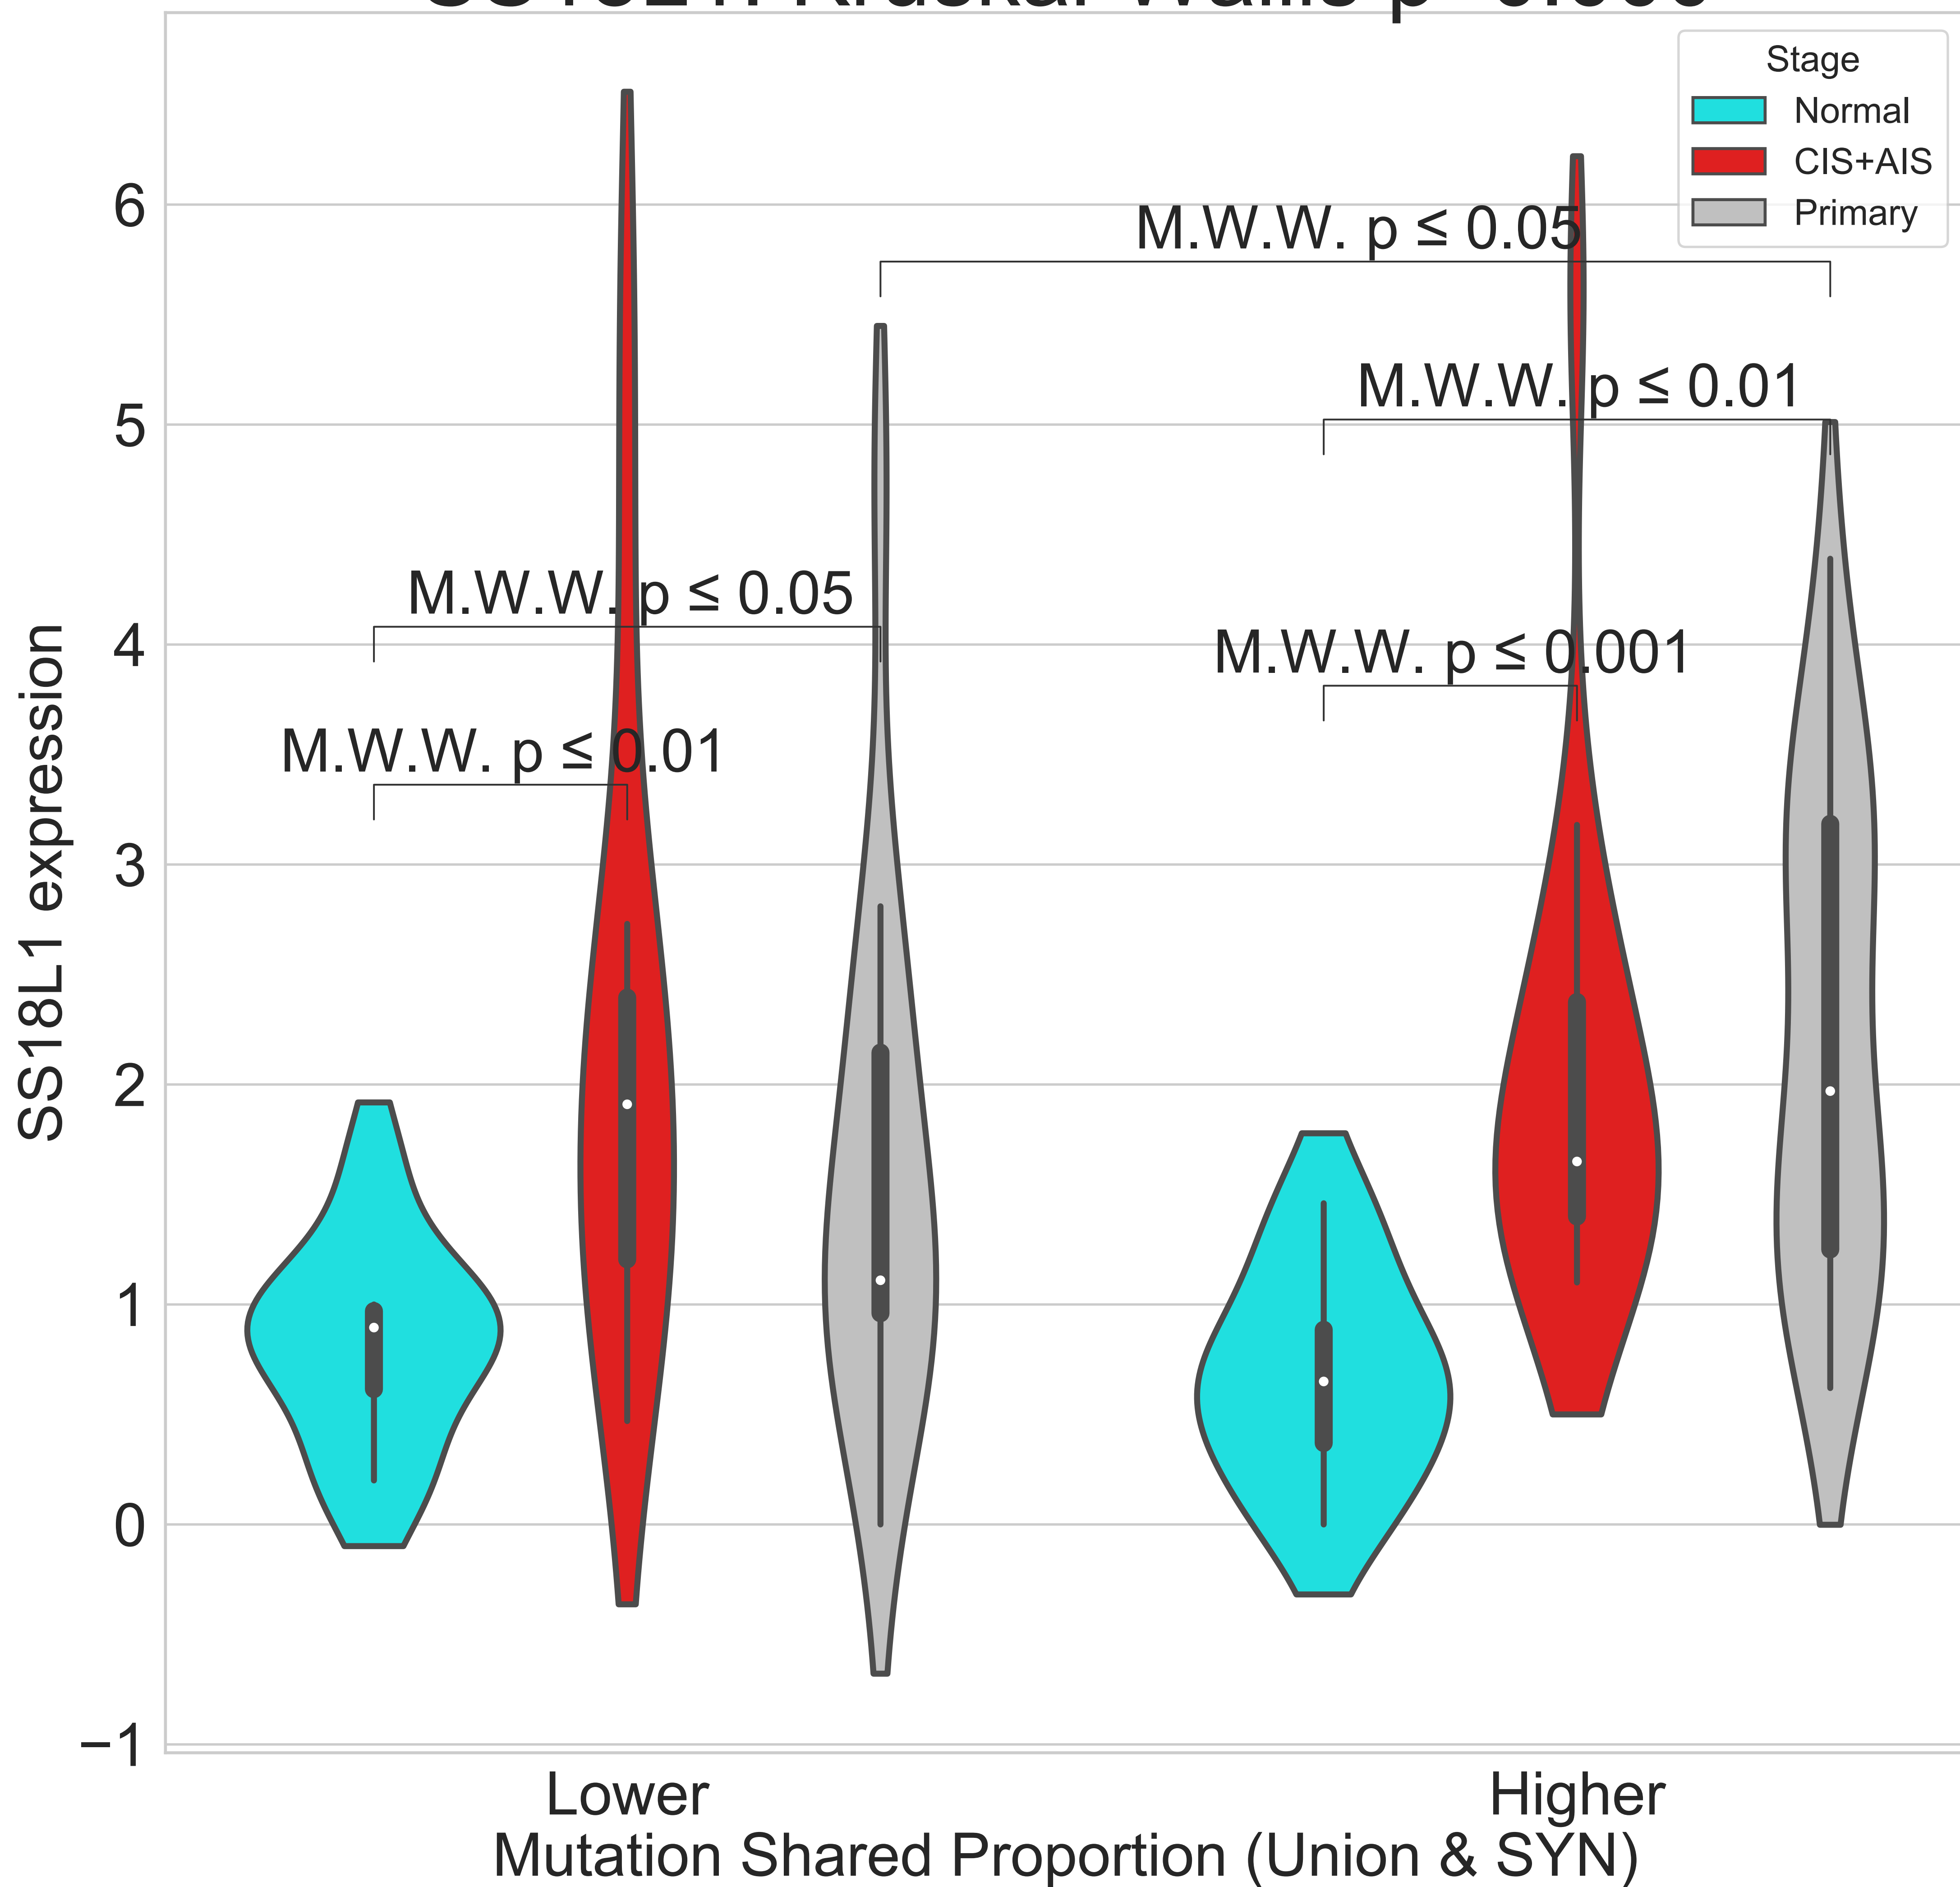 Stage
Normal
CIS+AIS
Primary
6
5
4
3
2
1
0
−1
SS18L1 expression
M.W.W. p ≤ 0.05
M.W.W. p ≤ 0.01
M.W.W. p ≤ 0.05
M.W.W. p ≤ 0.001
M.W.W. p ≤ 0.01
Lower
Higher
Mutation Shared Proportion (Union & SYN)